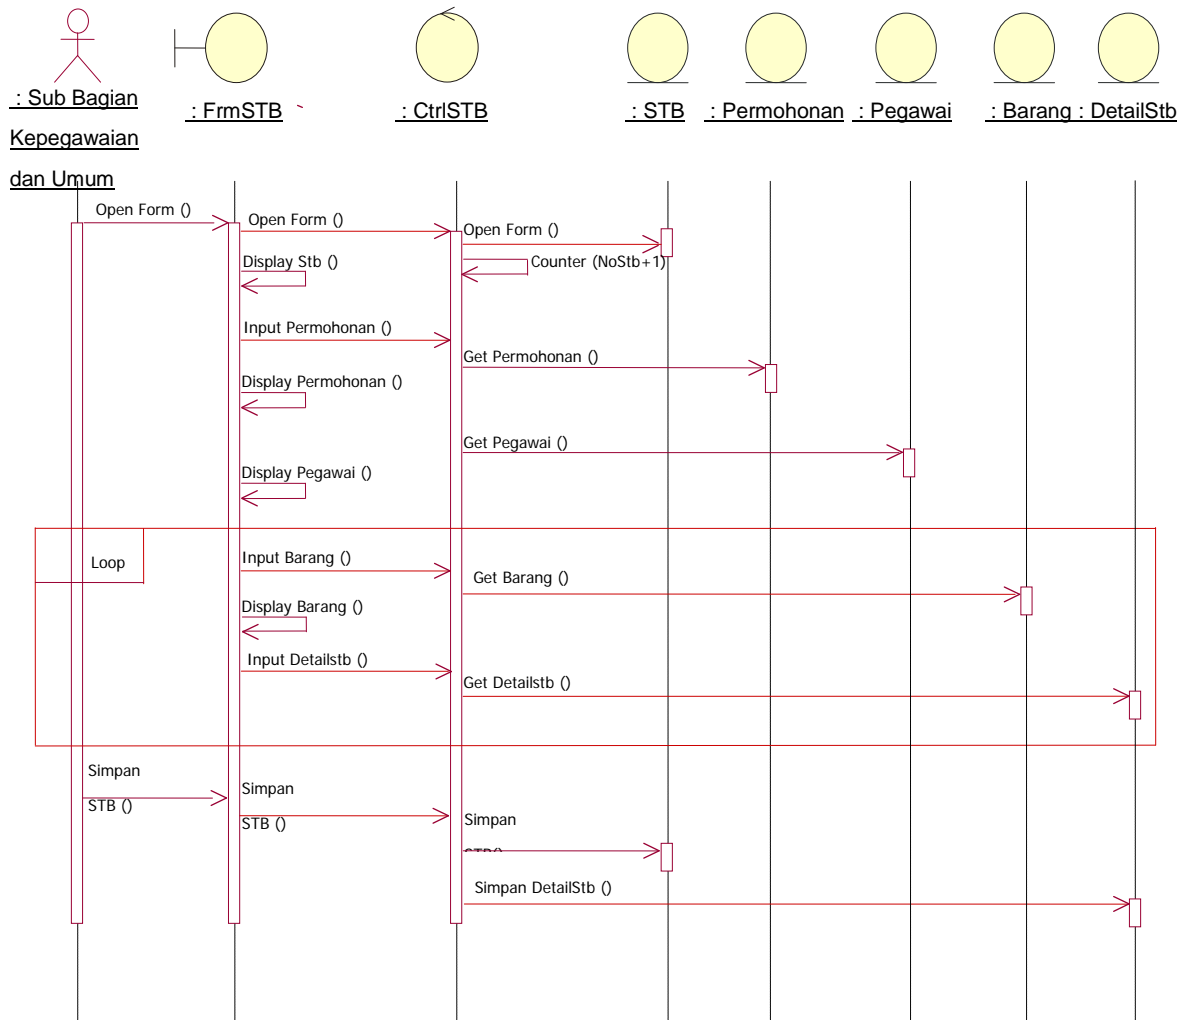 : Sub Bagian
Kepegawaian
dan Umum
: FrmSTB
: CtrlSTB
: STB
: Permohonan
: Pegawai
: Barang
: DetailStb
Open Form ()
Open Form ()
Open Form ()
Display Stb ()
Counter (NoStb+1)
Input Permohonan ()
Get Permohonan ()
Display Permohonan ()
Get Pegawai ()
Display Pegawai ()
Loop
Input Barang ()
Get Barang ()
Display Barang ()
Input Detailstb ()
Get Detailstb ()
Simpan
STB ()
Simpan
STB ()
Simpan
STB()
Simpan DetailStb ()